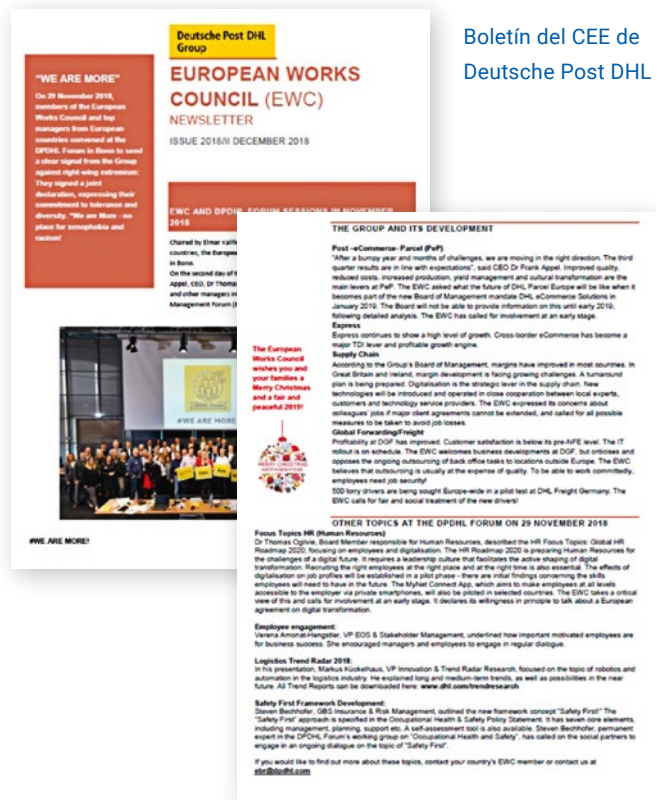 Boletín del CEE de
Deutsche Post DHL
Deutsche Post DHL
Group
EUROPEAN WORKS
COUNCIL (EWC)
NEWSLETTER
ISSUE 2018/II DECEMBER 2018
"WE ARE MORE"
On 29 November 2018,
members of the European
Works Council and top
managers from European
countries convened at the
DPDHL Forum in Bonn to send
a clear signal from the Group
against right-wing extremism:
They signed a joint
declaration, expressing their
commitment to tolerance and
diversity. "We are More - no
place for xenophobia and
racism!
EWC AND DPDHL FORUM SESSIONS IN NOVEMBER
2018
Chaired by Elmar
countries, the Europe
in Bonn.
On the second day of t
Appel, CEO, Dr Thomas
and other managers in
Management Forum
#WE ARE MORE
#WE ARE MORE!
The European
Works Council
wishes you and
your families a
Merry Christmas
and a fair and
peaceful 2019!
MERRY CHRISTMAS
THE GROUP AND ITS DEVELOPMENT
Post -eCommerce- Parcel (PeP)
"After a bumpy year and months of challenges, we are moving in the right direction. The third
quarter results are in line with expectations", said CEO Dr Frank Appel. Improved quality,
reduced costs, increased production, yield management and cultural transformation are the
main levers at PeP. The EWC asked what the future of DHL Parcel Europe will be like when it
becomes part of the new Board of Management mandate DHL eCommerce Solutions in
January 2019. The Board will not be able to provide information on this until early 2019,
following detailed analysis. The EWC has called for involvement at an early stage.
Express
Express continues to show a high level of growth. Cross-border eCommerce has become a
major TDI lever and profitable growth engine.
Supply Chain
According to the Group's Board of Management, margins have improved in most countries. In
Great Britain and Ireland, margin development is facing growing challenges. A turnaround
plan is being prepared. Digitalisation is the strategic lever in the supply chain. New
technologies will be introduced and operated in close cooperation between local experts,
customers and technology service providers. The EWC expressed its concerns about
colleagues' jobs if major client agreements cannot be extended, and called for all possible
measures to be taken to avoid job losses.
Global Forwarding/Freight
Profitability at DGF has improved. Customer satisfaction is below its pre-NFE level. The IT
rollout is on schedule. The EWC welcomes business developments at DGF, but criticises and
opposes the ongoing outsourcing of back office tasks to locations outside Europe. The EWC
believes that outsourcing is usually at the expense of quality. To be able to work committedly,
employees need job security!
500 lorry drivers are being sought Europe-wide in a pilot test at DHL Freight Germany. The
EWC calls for fair and social treatment of the new drivers!
OTHER TOPICS AT THE DPDHL FORUM ON 29 NOVEMBER 2018
Focus Topics HR (Human Resources)
Dr Thomas Ogilvie, Board Member responsible for Human Resources, described the HR Focus Topics: Global HR
Roadmap 2020, focusing on employees and digitalisation. The HR Roadmap 2020 is preparing Human Resources for
the challenges of a digital future. It requires a leadership culture that facilitates the active shaping of digital
transformation. Recruiting the right employees at the right place and at the right time is also essential. The effects of
digitalisation on job profiles will be established in a pilot phase - there are initial findings concerning the skills
employees will need to have in the future. The MyNet Connect App, which aims to make employees at all levels
accessible to the employer via private smartphones, will also be piloted in selected countries. The EWC takes a critical
view of this and calls for involvement at an early stage. It declares its willingness in principle to talk about a European
agreement on digital transformation.
Employee engagement:
Verena Amonat-Hengstler, VP EOS & Stakeholder Management, underlined how important motivated employees are
for business success. She encouraged managers and employees to engage in regular dialogue.
Logistics Trend Radar 2018:
In his presentation, Markus Kückelhaus, VP Innovation & Trend Radar Research, focused on the topic of robotics and
automation in the logistics industry. He explained long and medium-term trends, as well as possibilities in the near
future. All Trend Reports can be downloaded here: www.dhl.com/trendresearch
Safety First Framework Development:
Steven Bechhofer, GBS Insurance & Risk Management, outlined the new framework concept "Safety First!" The
"Safety First" approach is specified in the Occupational Health & Safety Policy Statement. It has seven core elements,
including management, planning, support etc. A self-assessment tool is also available. Steven Bechhofer, permanent
expert in the DPDHL Forum's working group on "Occupational Health and Safety", has called on the social partners to
engage in an ongoing dialogue on the topic of "Safety First".
If you would like to find out more about these topics, contact your country's EWC member or contact us at
ebr@dpdhl.com